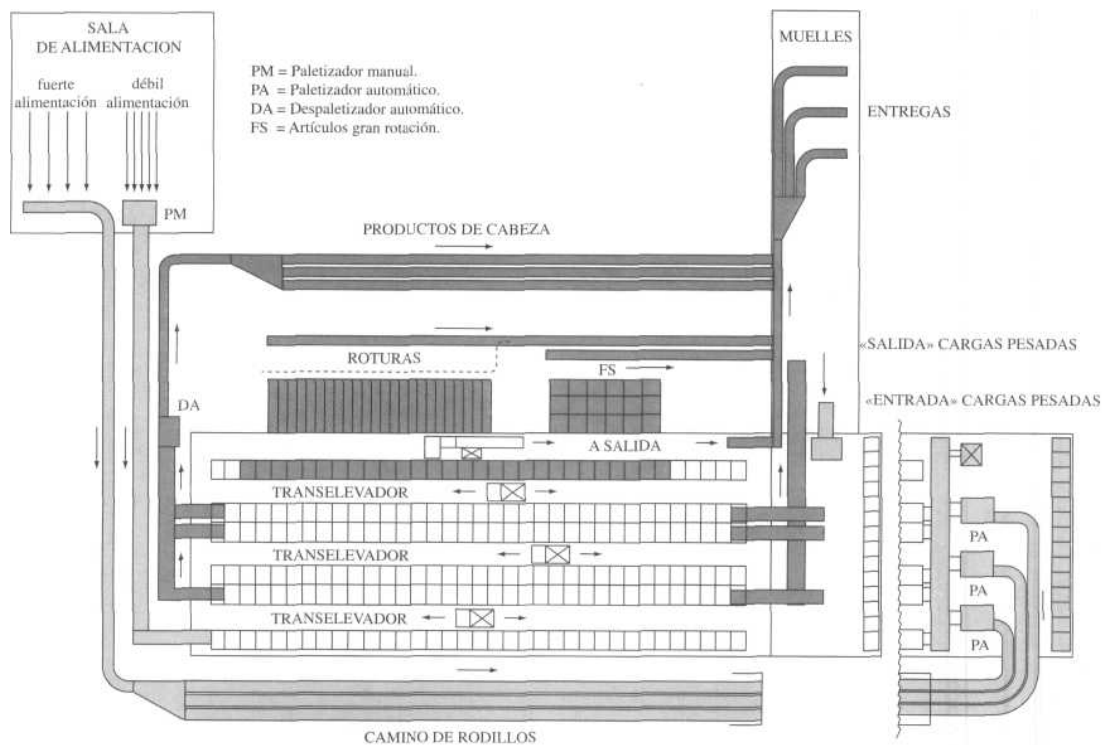 SALA
DE ALIMENTACION
fuerte
alimentación
débil
alimentación
PM
PM = Paletizador manual.
PA = Paletizador automático.
DA = Despaletizador automático.
FS = Artículos gran rotación.
MUELLES
ENTREGAS
PRODUCTOS DE CABEZA
ROTURAS
FS
«SALIDA» CARGAS PESADAS
«ENTRADA» CARGAS PESADAS
DA
A SALIDA
TRANSELEVADOR
TRANSELEVADOR
TRANSELEVADOR
PA
PA
PA
CAMINO DE RODILLOS